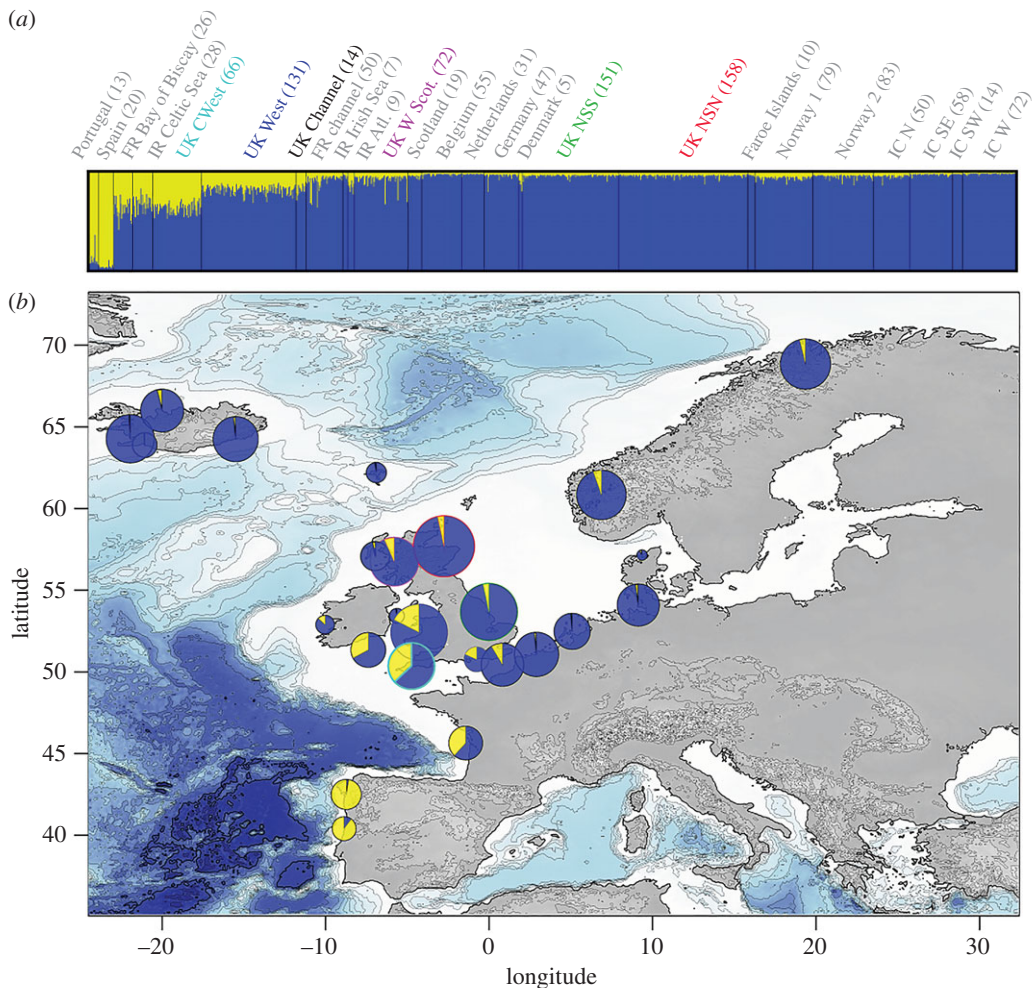 (a)
Portugal (13)
Spain (20)
FR Bay of Biscay (26)
IR Celtic Sea (28)
UK CWest (66)
UK West (131)
UK Channel (14)
FR channel (50)
IR Irish Sea (7)
IR Atl. (9)
UK W Scot. (72)
Scotland (19)
Belgium (55)
Netherlands (31)
Germany (47)
Denmark (5)
UK NSS (151)
UK NSN (158)
Faroe Islands (10)
Norway 1 (79)
Norway 2 (83)
IC N (50)
IC SE (58)
IC SW (14)
IC W (72)
(b)
70
65
60
55
50
45
40
latitude
–20
–10
0
10
20
30
longitude